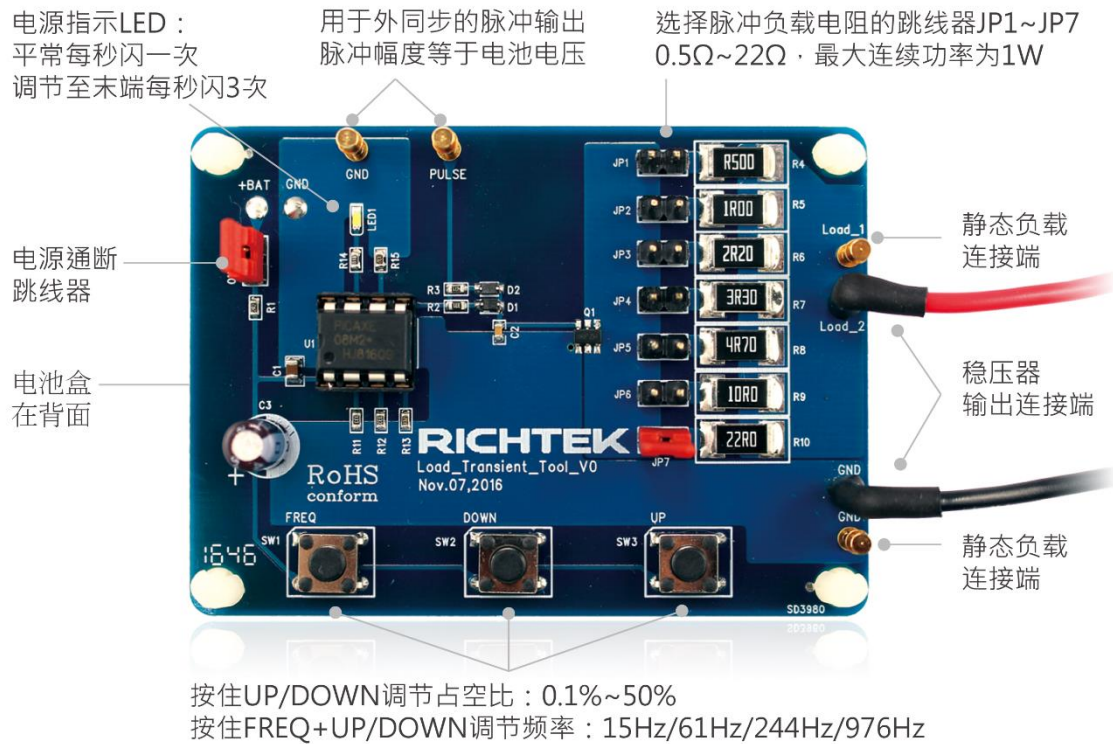 电源指示LED：
平常每秒闪一次
调节至末端每秒闪3次
用于外同步的脉冲输出
脉冲幅度等于电池电压
选择脉冲负载电阻的跳线器JP1~JP7
0.5Ω~22Ω，最大连续功率为1W
电源通断
跳线器
电池盒
在背面
静态负载
连接端
稳压器
输出连接端
静态负载
连接端
GND
PULSE
+BAT
GND
LED1
R14
R15
R1
U1
PICAXE
08M2+
C1
C3
+
R3
D2
R2
D1
C2
Q1
R11
R12
R13
JP1
R500
R4
JP2
1R00
R5
JP3
2R20
R6
JP4
3R30
R7
JP5
4R70
R8
JP6
10R0
R9
JP7
22R0
R10
Load_1
Load_2
GND
GND
RICHTEK
Load_Transient_Tool_V0
Nov.07,2016
RoHS
conform
1646
FREQ
SW1
DOWN
SW2
UP
SW3
SD3980
按住UP/DOWN调节占空比：0.1%~50%
按住FREQ+UP/DOWN调节频率：15Hz/61Hz/244Hz/976Hz